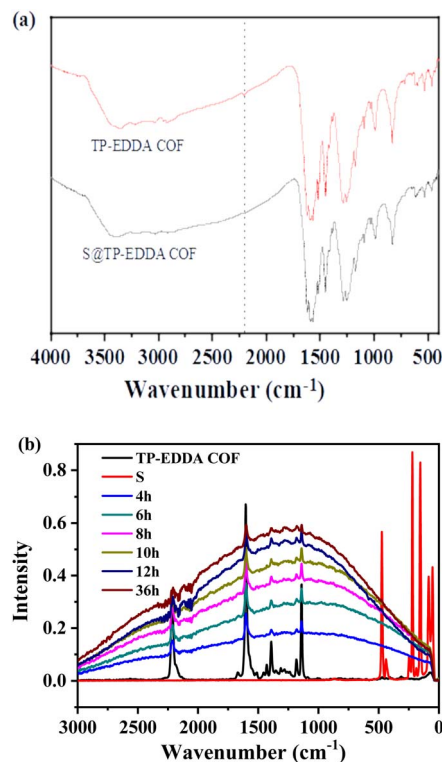 (a)
TP-EDDA COF
S@TP-EDDA COF
4000 3500 3000 2500 2000 1500 1000 500
Wavenumber (cm-1)
(b)
TP-EDDA COF
S
4h
6h
8h
10h
12h
36h
0.8
0.6
0.4
0.2
0.0
Intensity
3000 2500 2000 1500 1000 500 0
Wavenumber (cm-1)